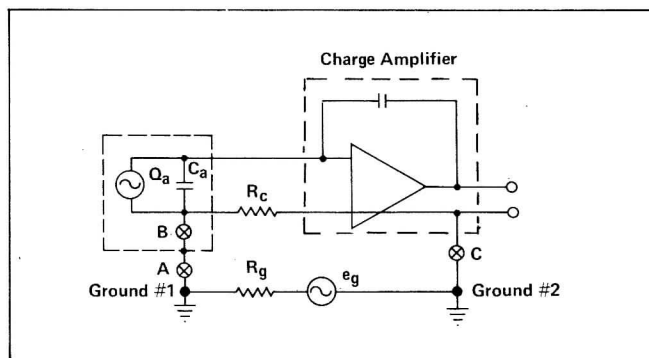 Charge Amplifier
Qa
Ca
Rc
B
A
Rg
eg
C
Ground #1
Ground #2